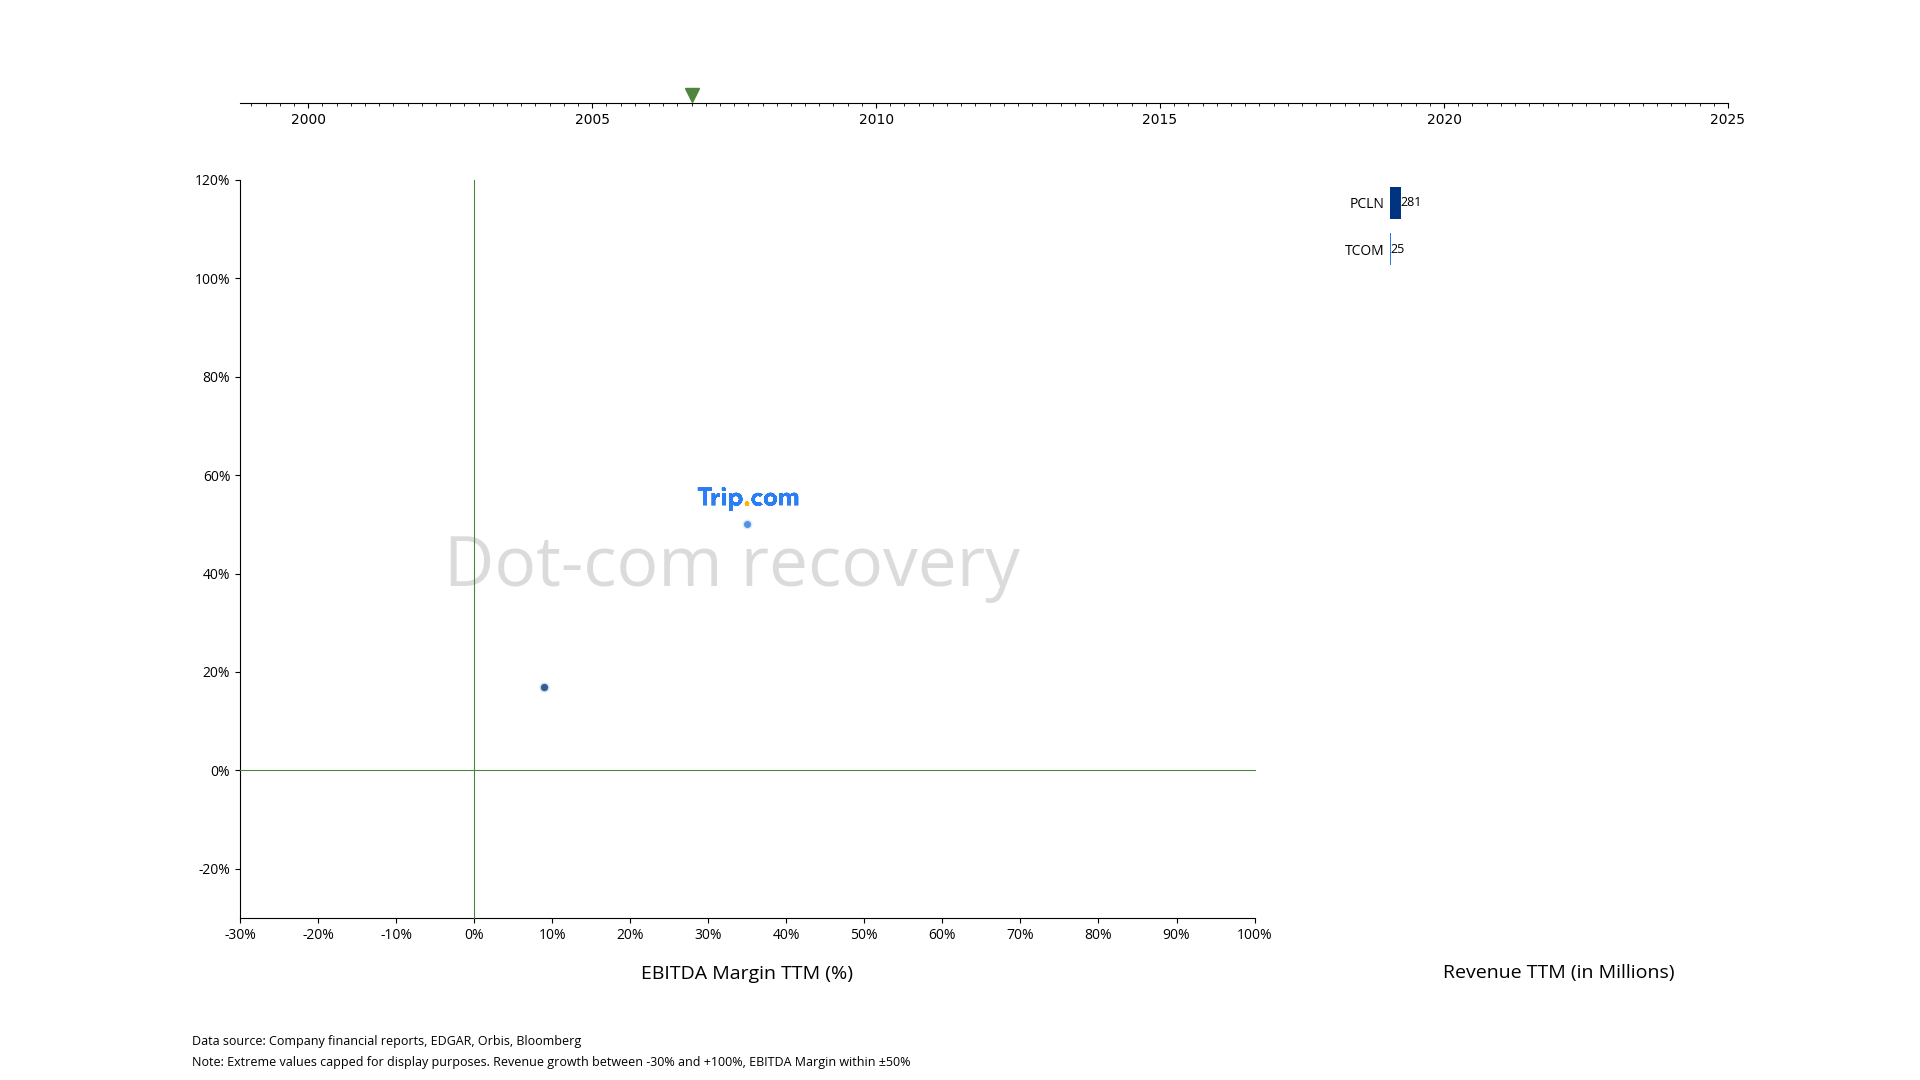 2000 2005 2010 2015 2020 2025
120%
100%
80%
60%
40%
20%
0%
-20%
Trip.com
Dot-com recovery
-30% -20% -10% 0% 10% 20% 30% 40% 50% 60% 70% 80% 90% 100%
EBITDA Margin TTM (%)
PCLN 281
TCOM 25
Revenue TTM (in Millions)
Data source: Company financial reports, EDGAR, Orbis, Bloomberg
Note: Extreme values capped for display purposes. Revenue growth between -30% and +100%, EBITDA Margin within ±50%